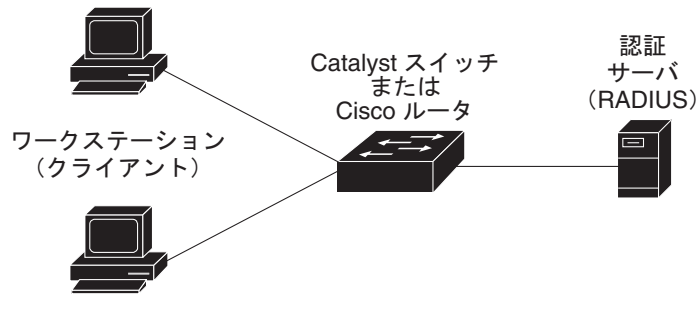 Catalyst スイッチ
または
Cisco ルータ
認証
サーバ
（RADIUS）
ワークステーション
（クライアント）